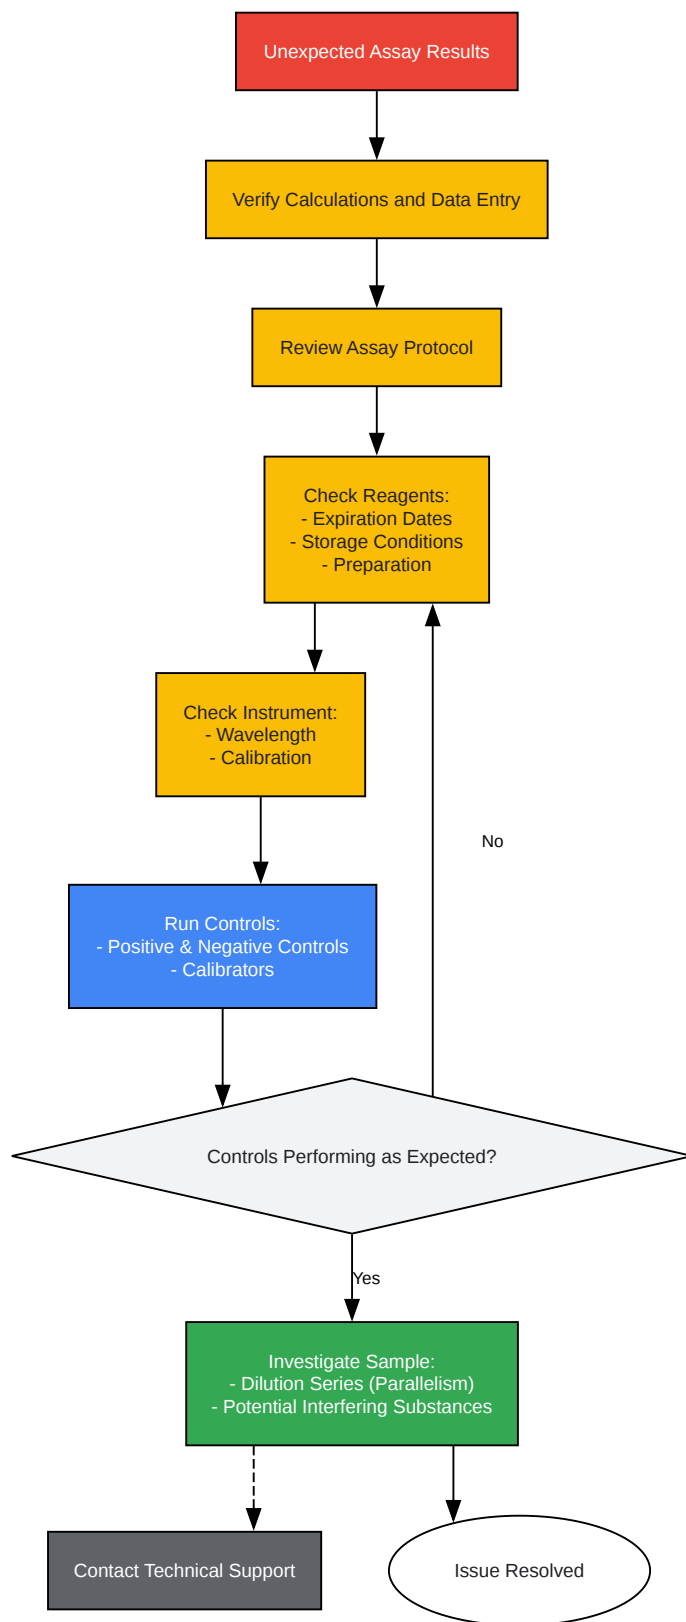 Unexpected Assay Results
Verify Calculations and Data Entry
Review Assay Protocol
Check Reagents:
- Expiration Dates
- Storage Conditions
- Preparation
Check Instrument:
- Wavelength
- Calibration
No
Run Controls:
- Positive & Negative Controls
- Calibrators
Controls Performing as Expected?
Yes
Investigate Sample:
- Dilution Series (Parallelism)
- Potential Interfering Substances
Contact Technical Support
Issue Resolved